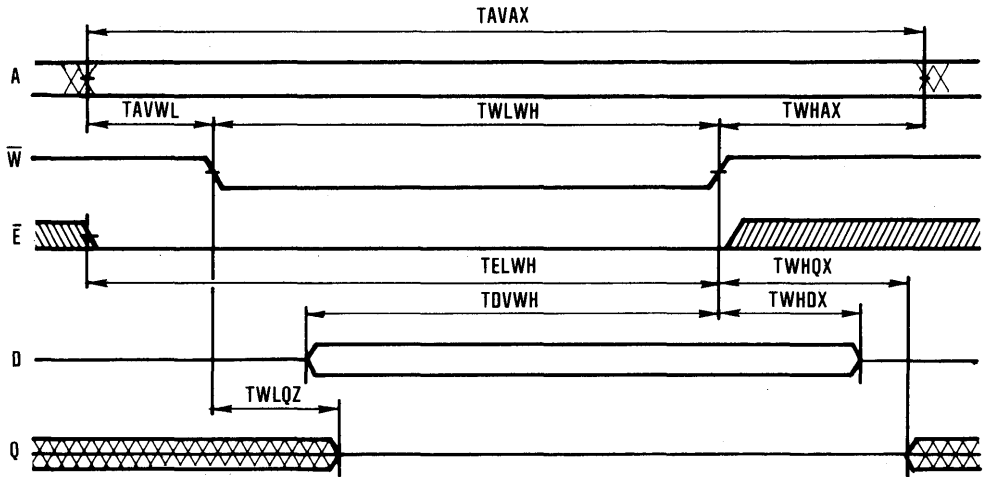 TAVAX
A
TAVWL TWLWH TWHAX
W̅
E̅
TELWH TWHQX
TDVWH TWHDX
D
TWLQZ
Q